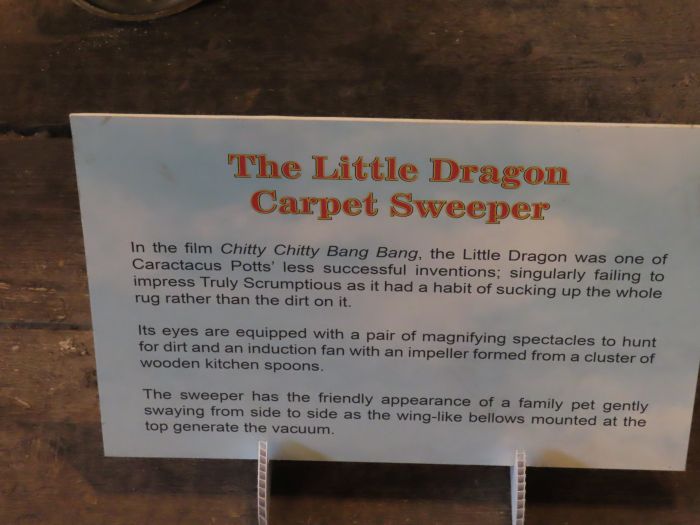 The Little Dragon
Carpet Sweeper
In the film Chitty Chitty Bang Bang, the Little Dragon was one of
Caractacus Potts' less successful inventions; singularly failing to
impress Truly Scrumptious as it had a habit of sucking up the whole
rug rather than the dirt on it.
Its eyes are equipped with a pair of magnifying spectacles to hunt
for dirt and an induction fan with an impeller formed from a cluster of
wooden kitchen spoons.
The sweeper has the friendly appearance of a family pet gently
swaying from side to side as the wing-like bellows mounted at the
top generate the vacuum.